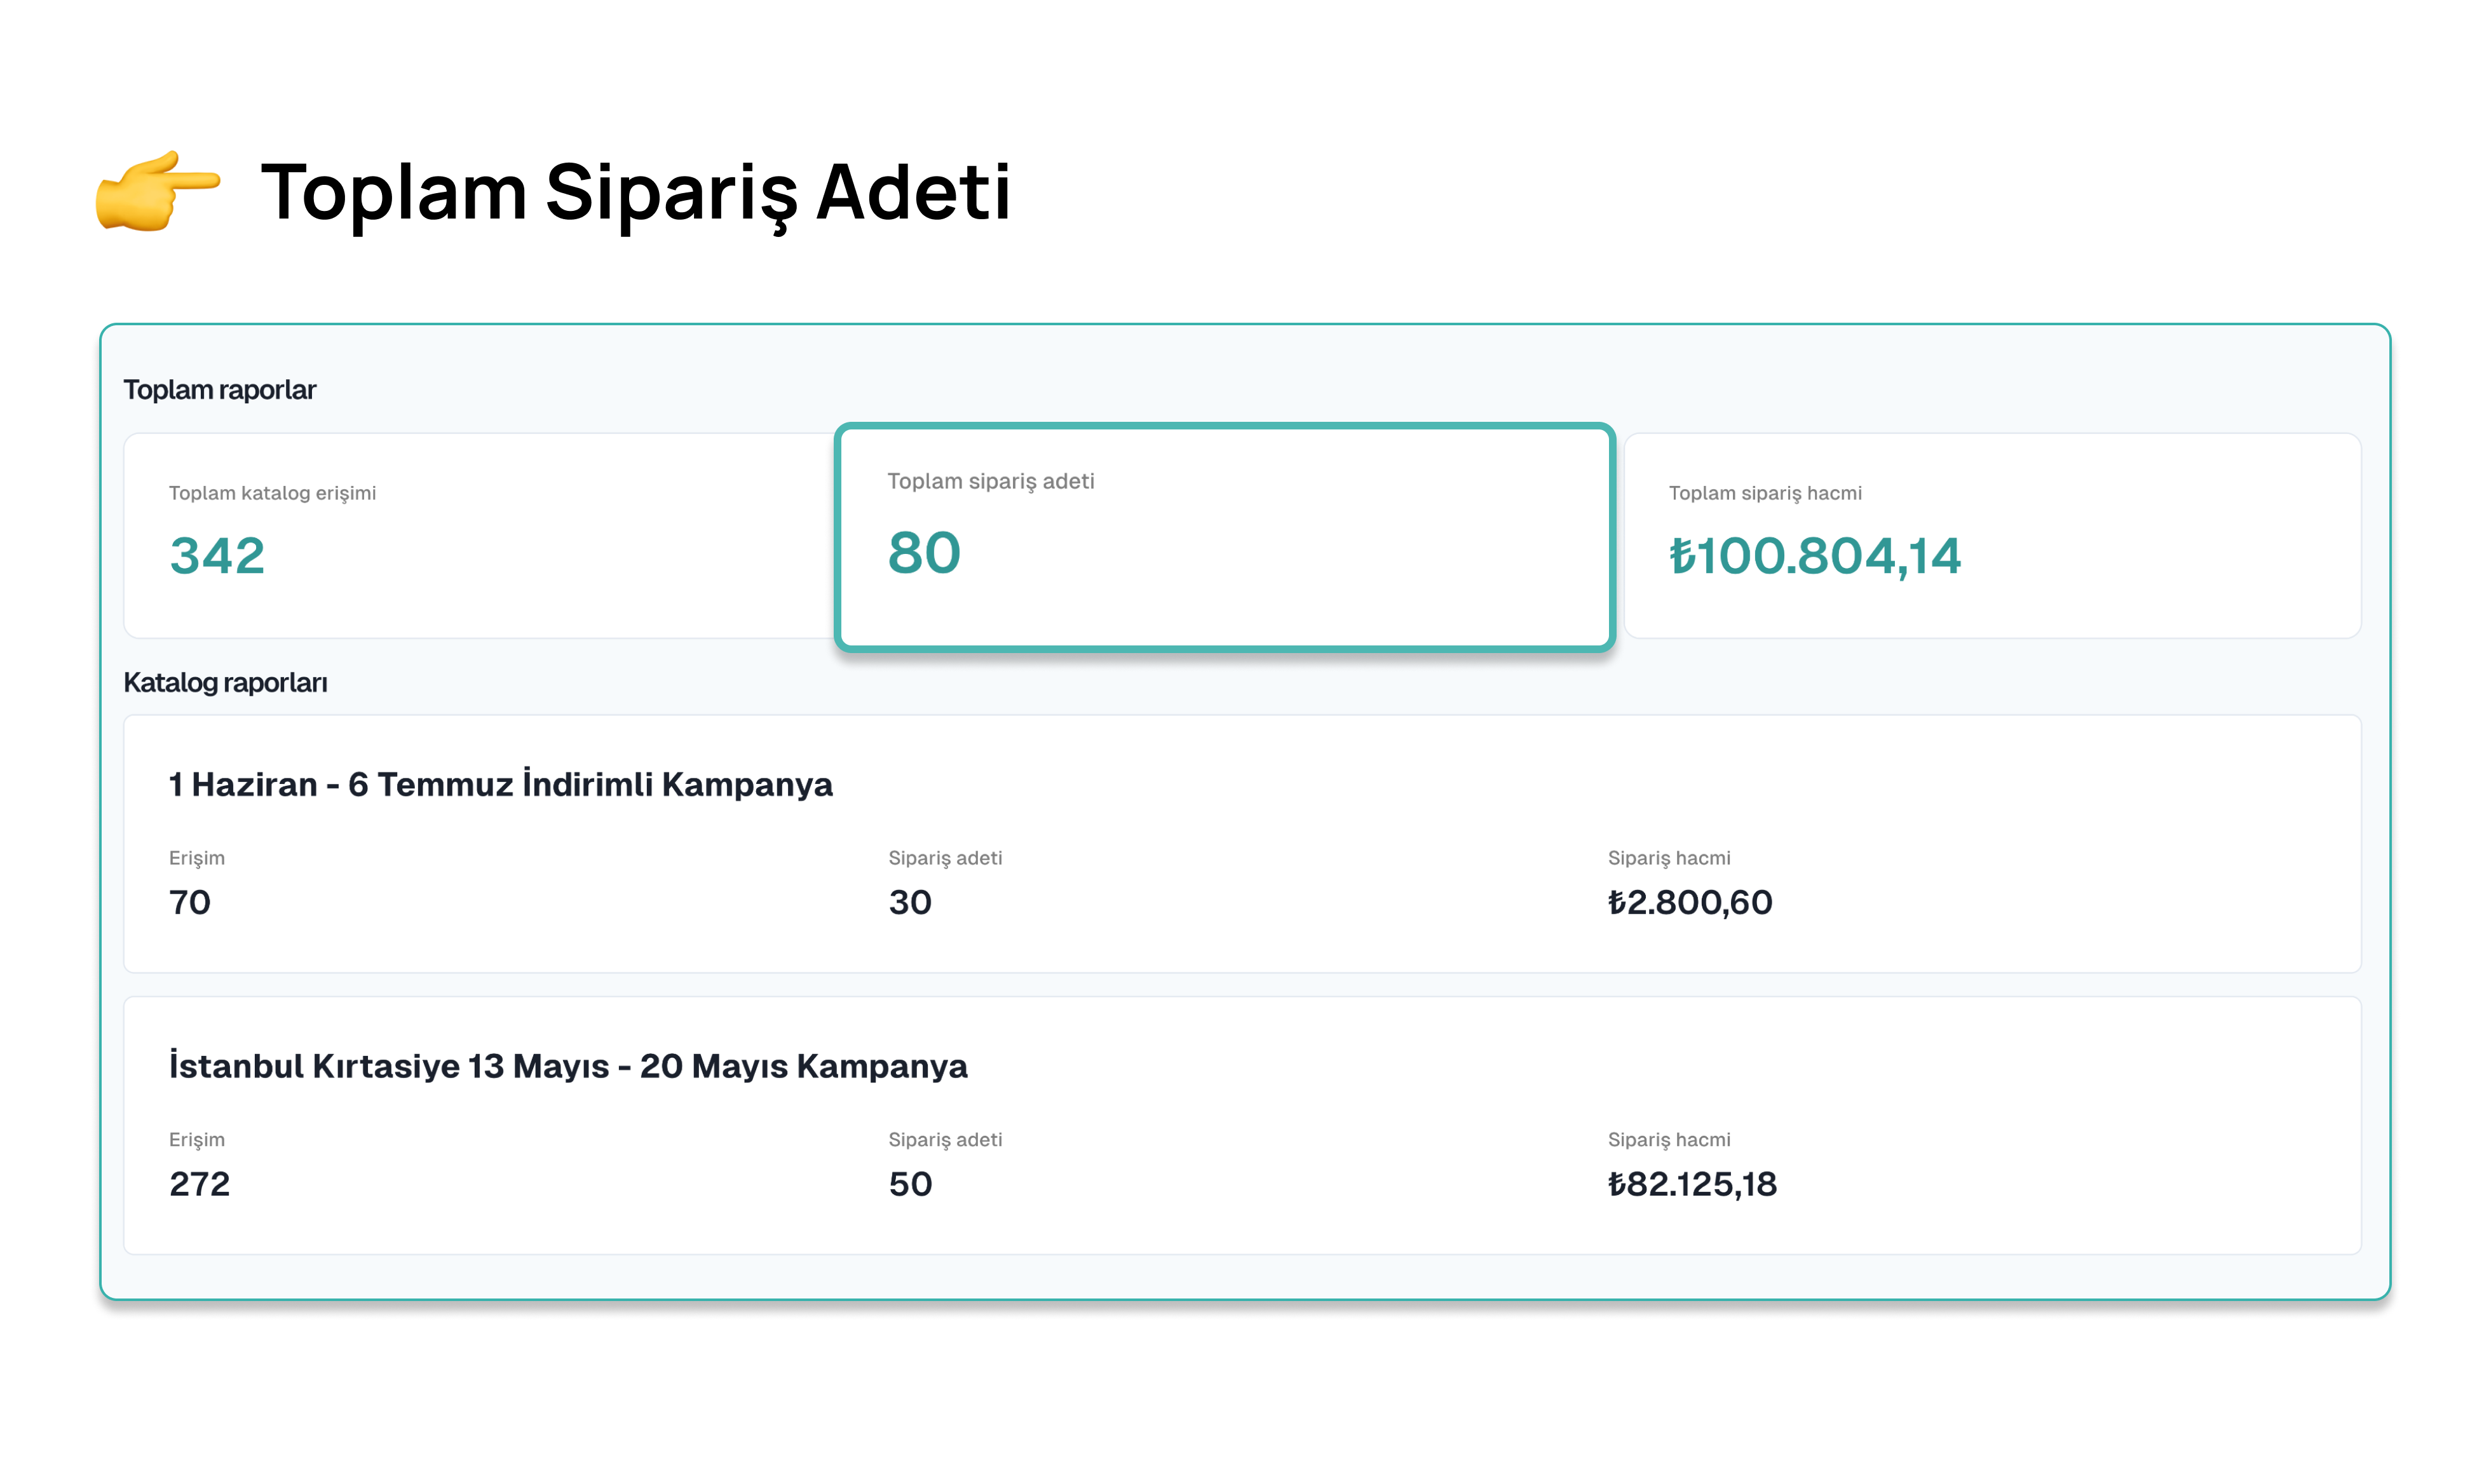 👉 Toplam Sipariş Adeti
Toplam raporlar
Toplam katalog erişimi
342
Toplam sipariş adeti
80
Toplam sipariş hacmi
₺100.804,14
Katalog raporları
1 Haziran - 6 Temmuz İndirimli Kampanya
Erişim
70
Sipariş adeti
30
Sipariş hacmi
₺2.800,60
İstanbul Kırtasiye 13 Mayıs - 20 Mayıs Kampanya
Erişim
272
Sipariş adeti
50
Sipariş hacmi
₺82.125,18